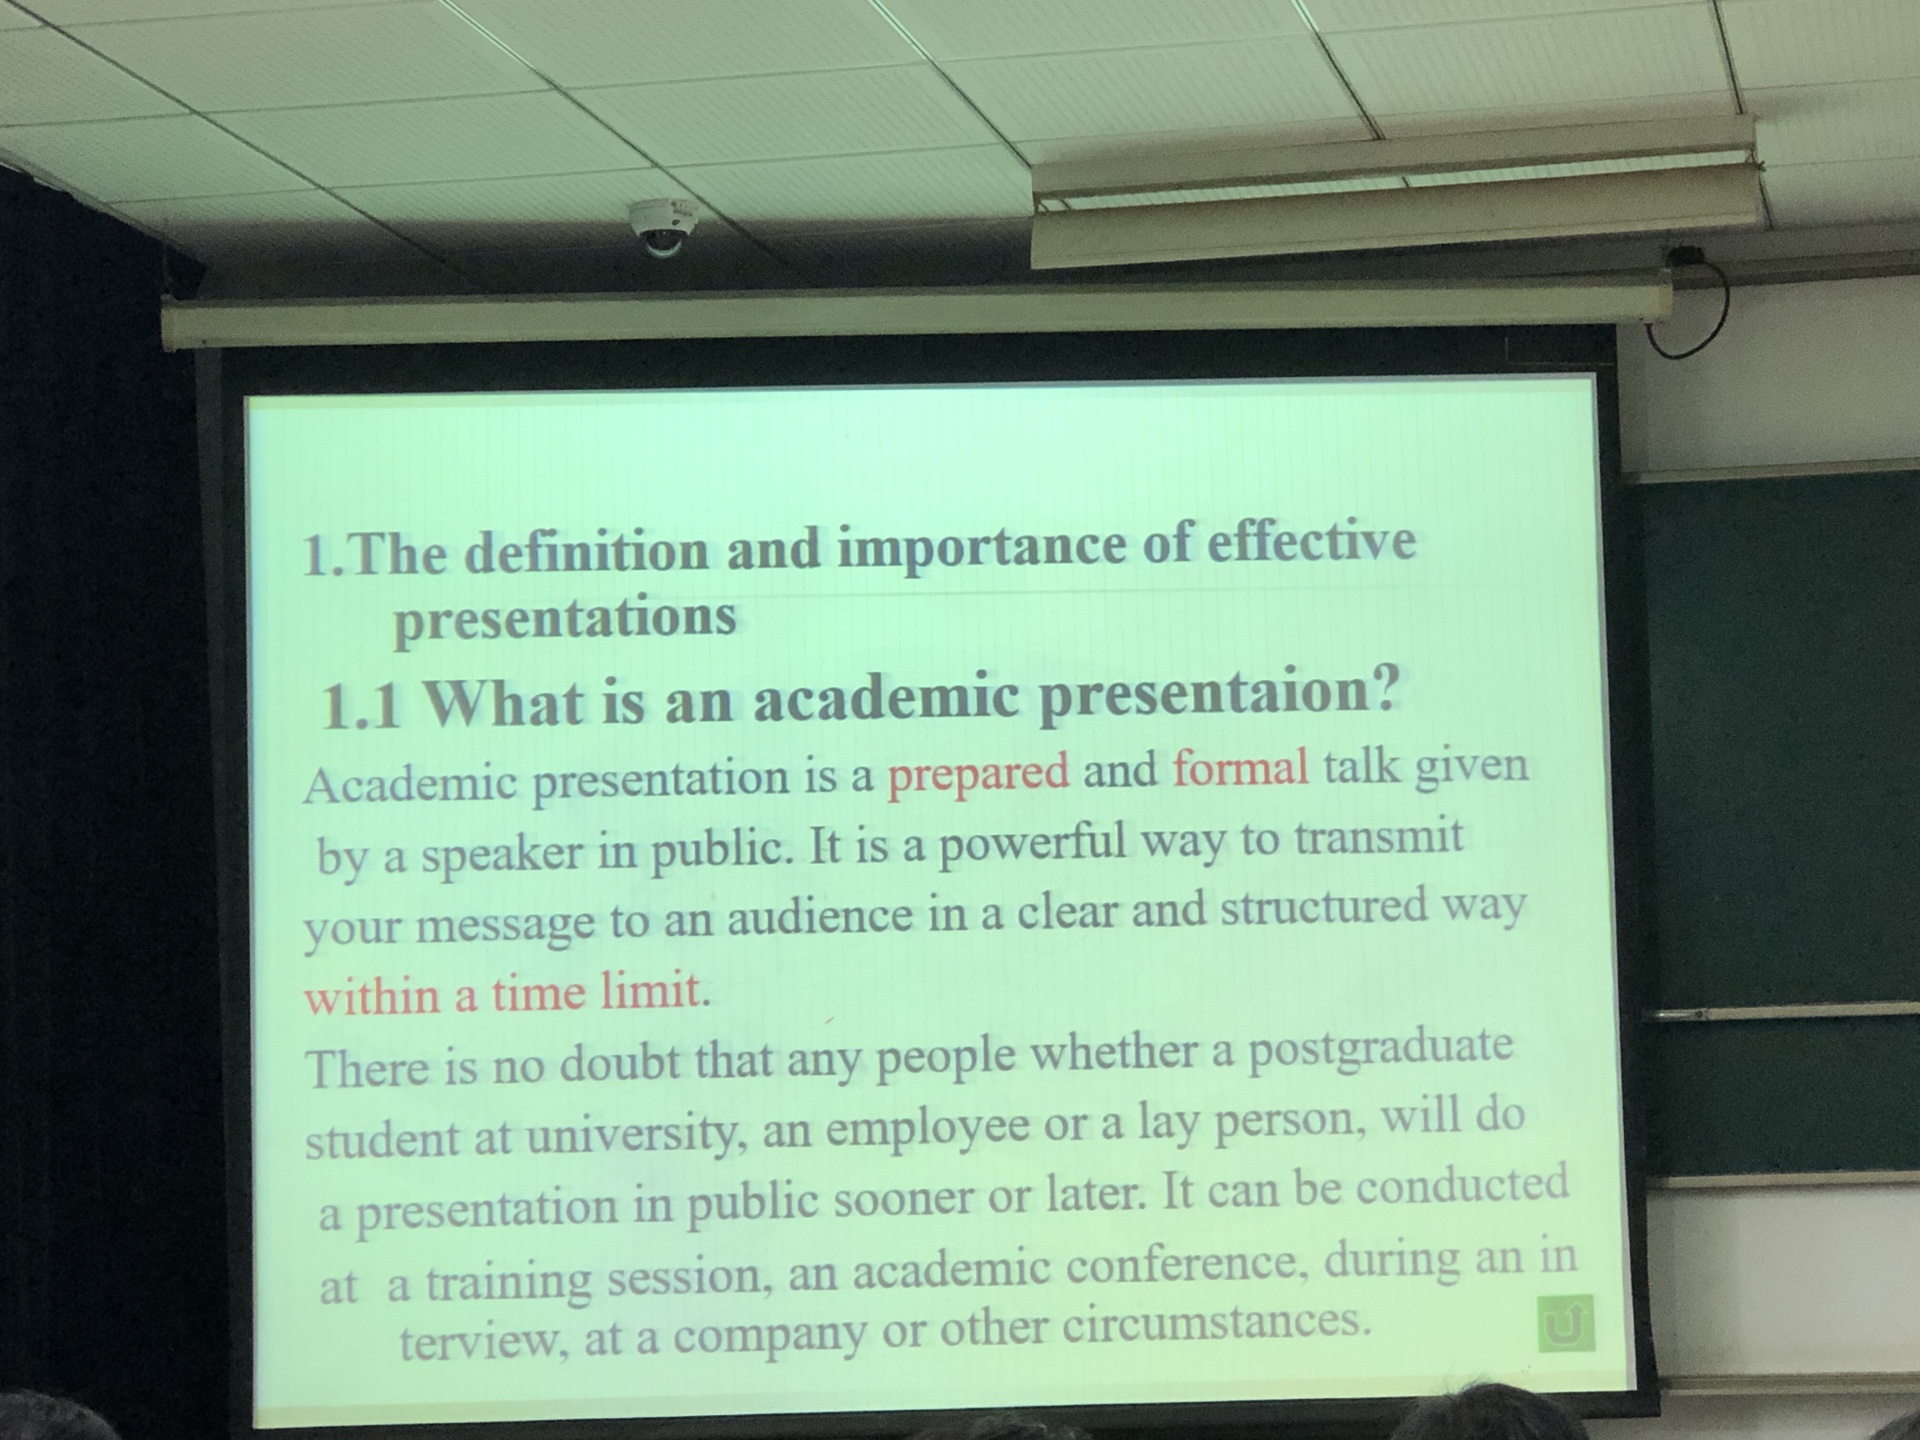 1.The definition and importance of effective
presentations
1.1 What is an academic presentaion?
Academic presentation is a prepared and formal talk given
by a speaker in public. It is a powerful way to transmit
your message to an audience in a clear and structured way
within a time limit.
There is no doubt that any people whether a postgraduate
student at university, an employee or a lay person, will do
a presentation in public sooner or later. It can be conducted
at a training session, an academic conference, during an in
terview, at a company or other circumstances.